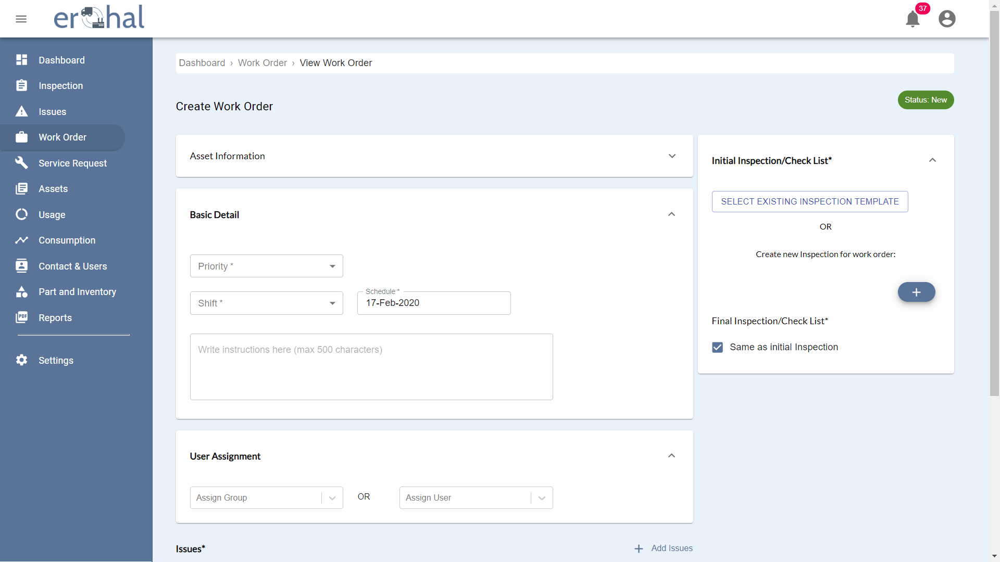 er hal
37
Dashboard
Inspection
Issues
Work Order
Service Request
Assets
Usage
Consumption
Contact & Users
Part and Inventory
PDF
Reports
Settings
Dashboard › Work Order › View Work Order
Create Work Order
Status: New
Asset Information
Basic Detail
Priority *
Shift *
Schedule *
17-Feb-2020
Write instructions here (max 500 characters)
User Assignment
Assign Group
OR
Assign User
Issues*
+ Add Issues
Initial Inspection/Check List*
SELECT EXISTING INSPECTION TEMPLATE
OR
Create new Inspection for work order:
+
Final Inspection/Check List*
Same as initial Inspection